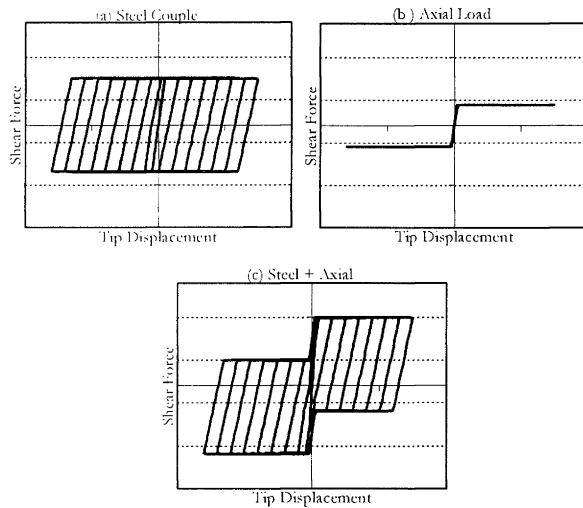 (a) Steel Couple
(b) Axial Load
Shear Force
Shear Force
Tip Displacement
Tip Displacement
(c) Steel + Axial
Shear Force
Tip Displacement